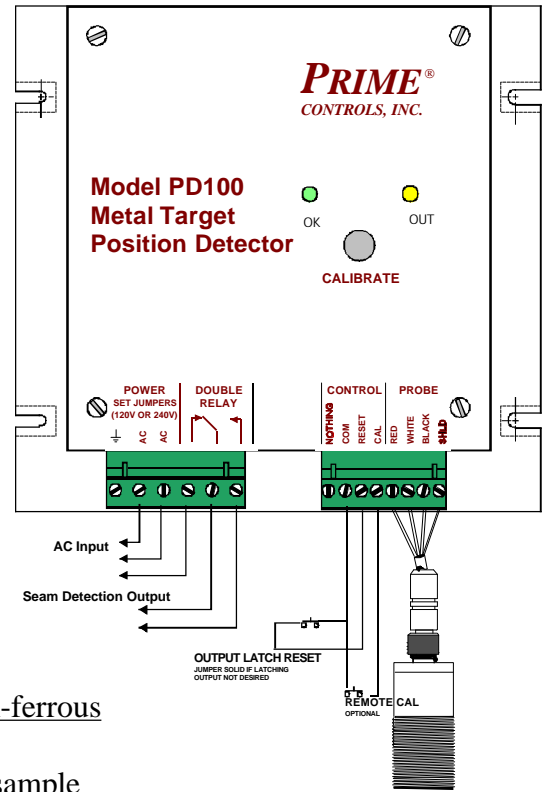 PRIME®
CONTROLS, INC.
Model PD100
Metal Target
Position Detector
OK
OUT
CALIBRATE
POWER
SET JUMPERS
(120V OR 240V)
AC
AC
DOUBLE
RELAY
CONTROL
NOTHING
COM
RESET
CAL
PROBE
RED
WHITE
BLACK
SHLD
AC Input
Seam Detection Output
OUTPUT LATCH RESET
JUMPER SOLID IF LATCHING
OUTPUT NOT DESIRED
REMOTE CAL
OPTIONAL
-ferrous
sample